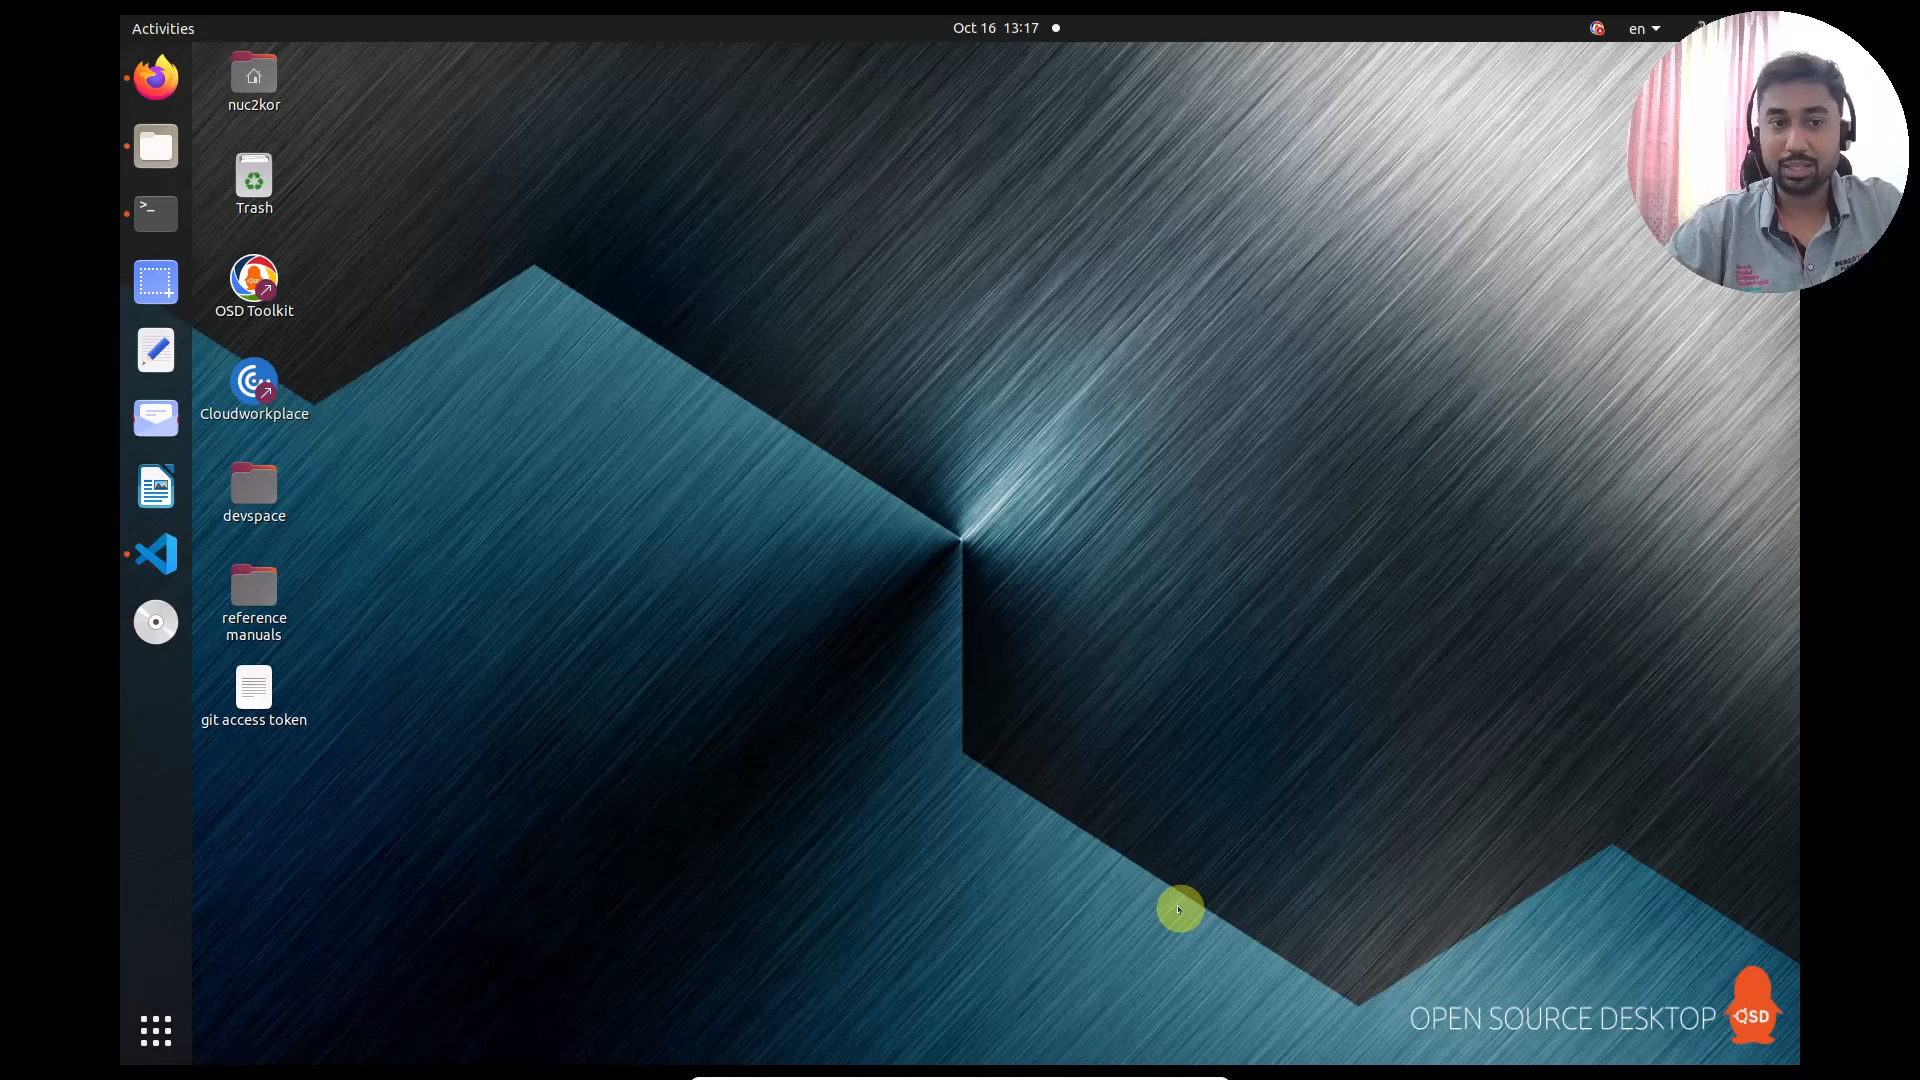 Activities
Oct 16 13:17
en
nuc2kor
Trash
OSD Toolkit
Cloudworkplace
devspace
reference
manuals
git access token
OPEN SOURCE DESKTOP
OSD